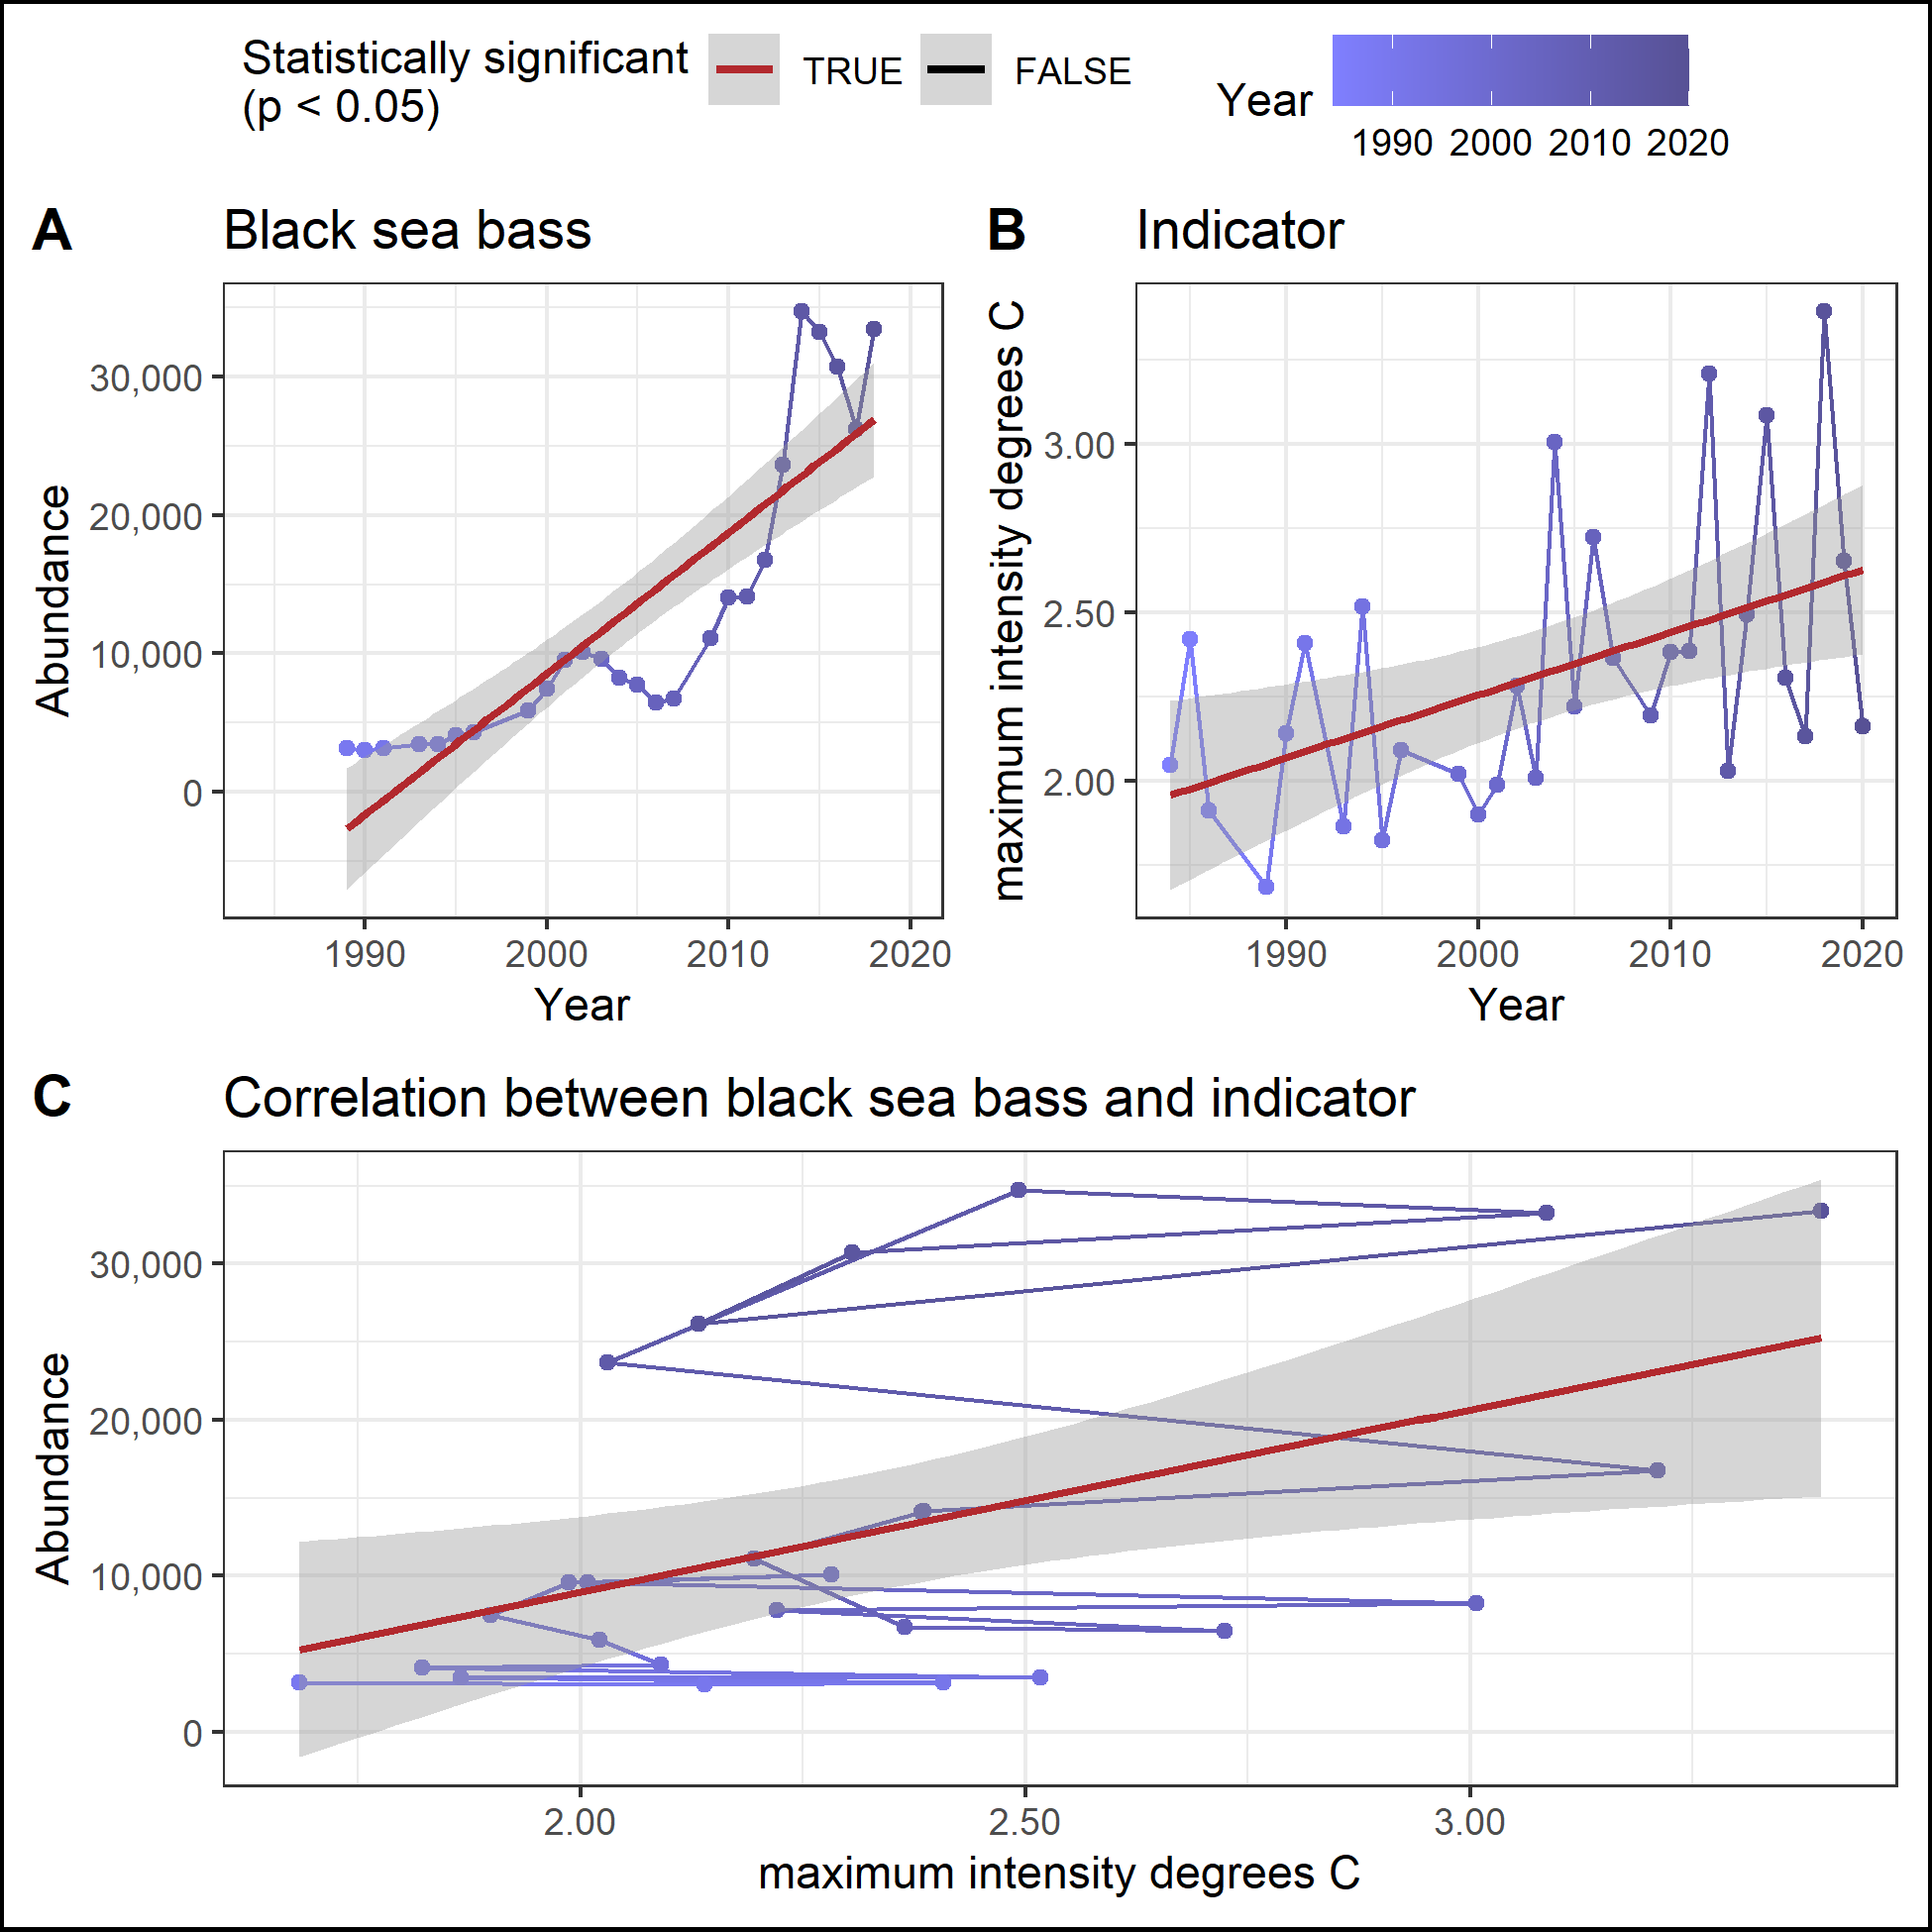 Statistically significant
(p < 0.05)
TRUE
FALSE
Year
1990 2000 2010 2020
A
Black sea bass
Abundance
30,000
20,000
10,000
0
1990 2000 2010 2020
Year
B
Indicator
maximum intensity degrees C
3.00
2.50
2.00
1990 2000 2010 2020
Year
C
Correlation between black sea bass and indicator
Abundance
30,000
20,000
10,000
0
2.00 2.50 3.00
maximum intensity degrees C